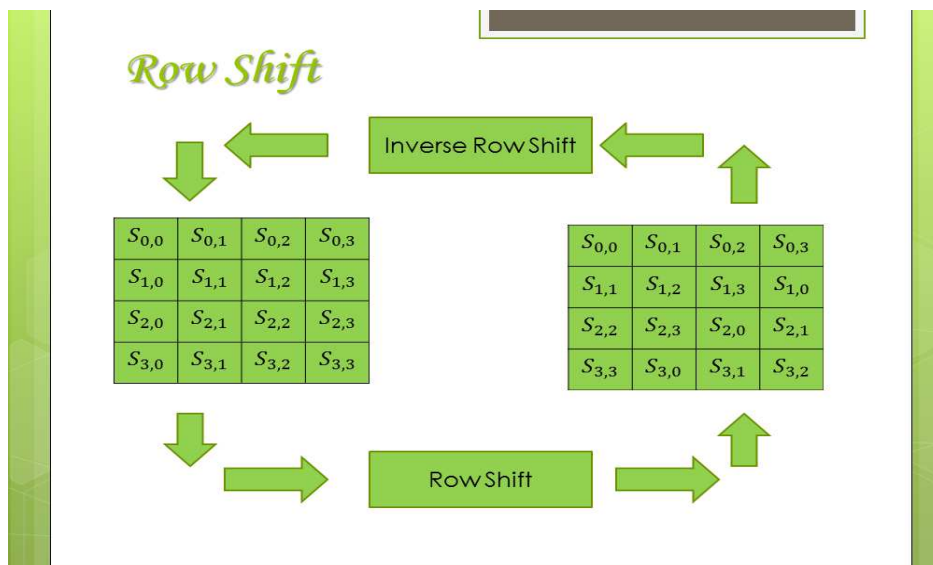 Row Shift
Inverse Row Shift
S0,0 S0,1 S0,2 S0,3
S1,0 S1,1 S1,2 S1,3
S2,0 S2,1 S2,2 S2,3
S3,0 S3,1 S3,2 S3,3
S0,0 S0,1 S0,2 S0,3
S1,1 S1,2 S1,3 S1,0
S2,2 S2,3 S2,0 S2,1
S3,3 S3,0 S3,1 S3,2
Row Shift